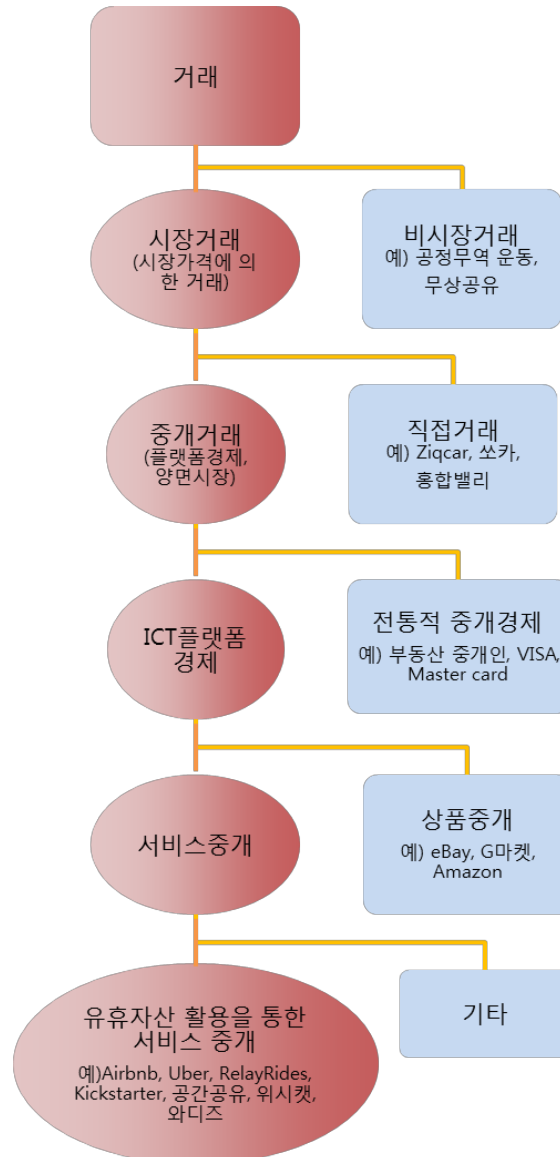 거래
시장거래
(시장가격에 의
한 거래)
비시장거래
예) 공정무역 운동,
무상공유
중개거래
(플랫폼경제,
양면시장)
직접거래
예) Ziqcar, 쏘카,
홍합밸리
ICT플랫폼
경제
전통적 중개경제
예) 부동산 중개인, VISA,
Master card
서비스중개
상품중개
예) eBay, G마켓,
Amazon
유휴자산 활용을 통한
서비스 중개
예)Airbnb, Uber, RelayRides,
Kickstarter, 공간공유, 위시캣,
와디즈
기타